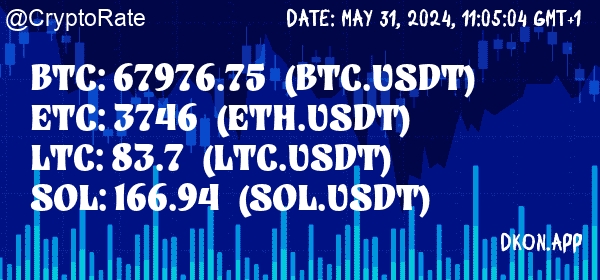 @CryptoRate
DATE: MAY 31, 2024, 11:05:04 GMT+1
BTC: 67976.75 (BTC.USDT)
ETC: 3746 (ETH.USDT)
LTC: 83.7 (LTC.USDT)
SOL: 166.94 (SOL.USDT)
DKON.APP